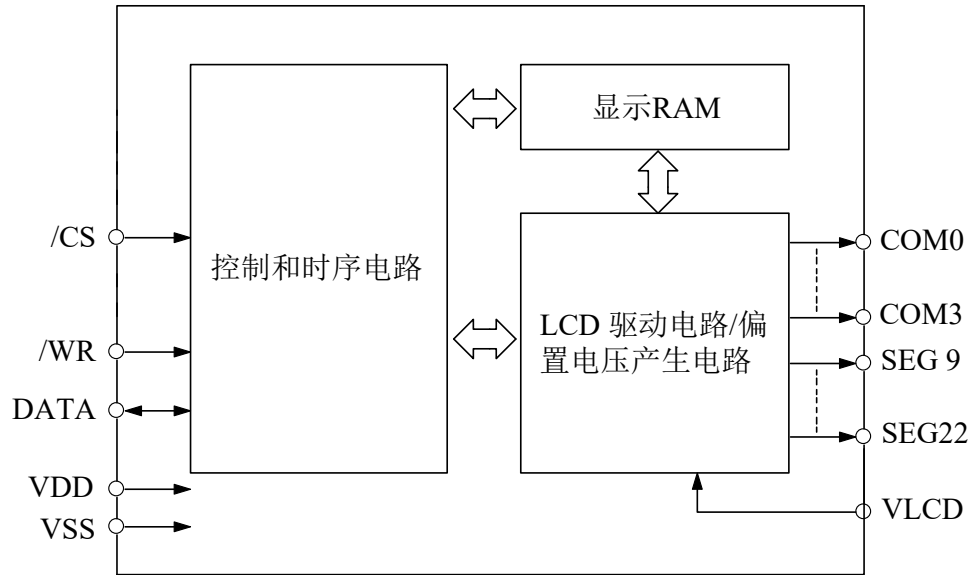 显示RAM
/CS
COM0
控制和时序电路
COM3
LCD 驱动电路/偏
置电压产生电路
/WR
SEG 9
DATA
SEG22
VDD
VLCD
VSS